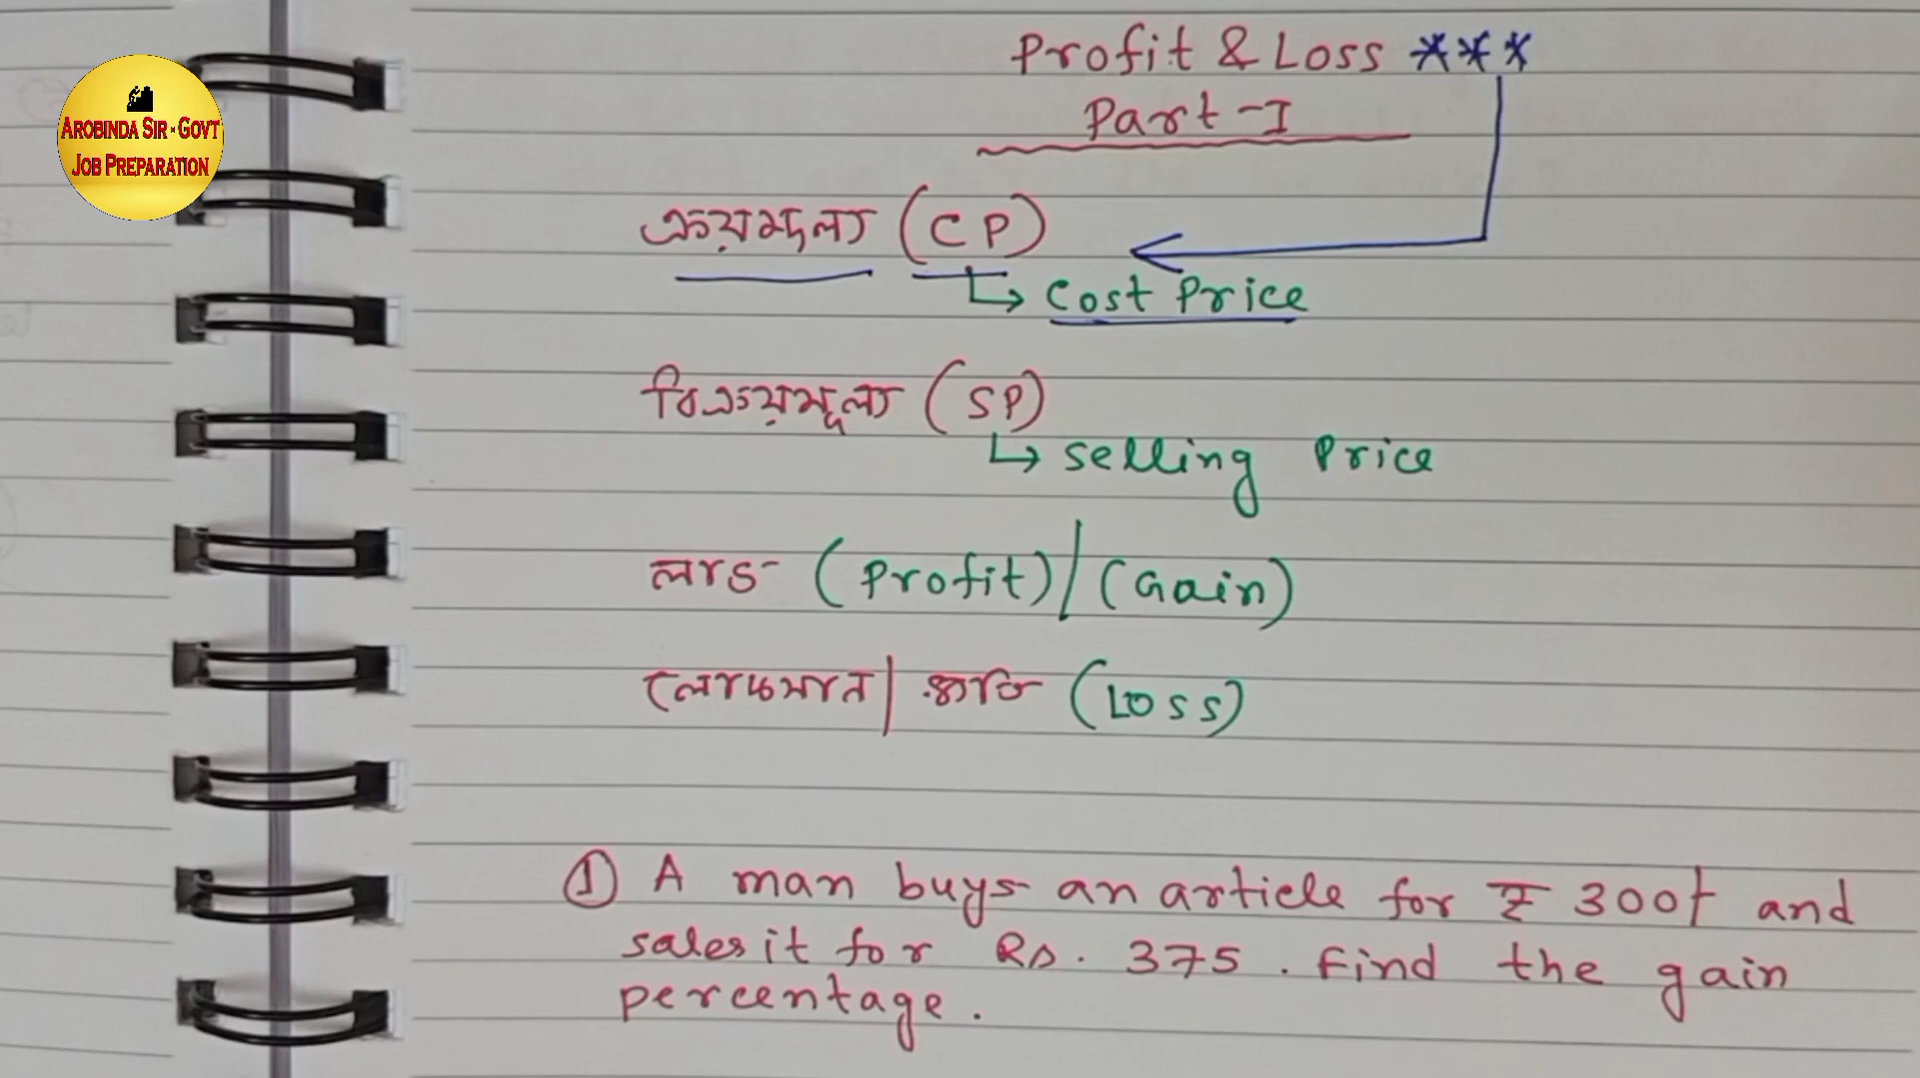 AROBINDA SIR - GOVT
JOB PREPARATION
Profit & Loss ***
Part - I
ক্রয়মূল্য (CP)
↳ Cost Price
বিক্রয়মূল্য (SP)
↳ Selling Price
লাভ (Profit)/(Gain)
লোকসান | ক্ষতি (Loss)
① A man buys an article for ₹ 300/- and
sales it for Rs. 375. Find the gain
percentage.